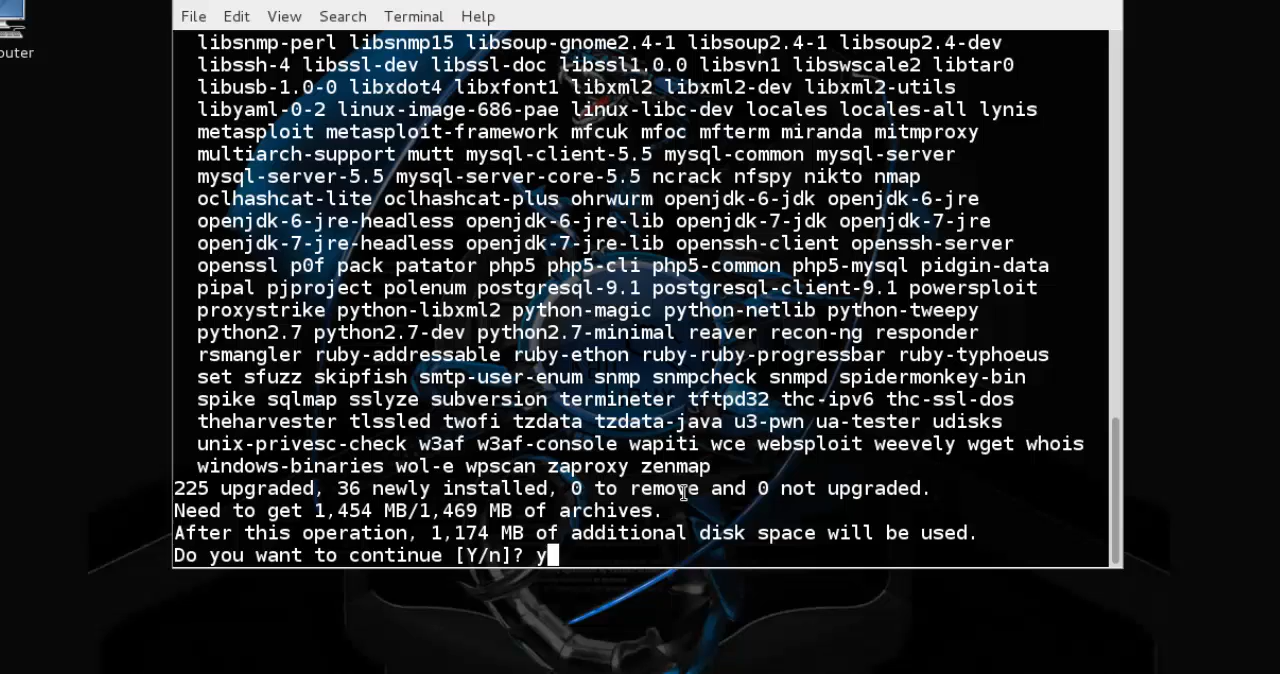 File Edit View Search Terminal Help
puter
libsnmp-perl libsnmp15 libsoup-gnome2.4-1 libsoup2.4-1 libsoup2.4-dev
libssh-4 libssl-dev libssl-doc libssl1.0.0 libsvn1 libswscale2 libtar0
libusb-1.0-0 libxdot4 libxfont1 libxml2 libxml2-dev libxml2-utils
libyaml-0-2 linux-image-686-pae linux-libc-dev locales locales-all lynis
metasploit metasploit-framework mfcuk mfoc mfterm miranda mitmproxy
multiarch-support mutt mysql-client-5.5 mysql-common mysql-server
mysql-server-5.5 mysql-server-core-5.5 ncrack nfspy nikto nmap
oclhashcat-lite oclhashcat-plus ohrwurm openjdk-6-jdk openjdk-6-jre
openjdk-6-jre-headless openjdk-6-jre-lib openjdk-7-jdk openjdk-7-jre
openjdk-7-jre-headless openjdk-7-jre-lib openssh-client openssh-server
openssl p0f pack patator php5 php5-cli php5-common php5-mysql pidgin-data
pipal pjproject polenum postgresql-9.1 postgresql-client-9.1 powersploit
proxystrike python-libxml2 python-magic python-netlib python-tweepy
python2.7 python2.7-dev python2.7-minimal reaver recon-ng responder
rsmangler ruby-addressable ruby-ethon ruby-ruby-progressbar ruby-typhoeus
set sfuzz skipfish smtp-user-enum snmp snmpcheck snmpd spidermonkey-bin
spike sqlmap sslyze subversion termineter tftpd32 thc-ipv6 thc-ssl-dos
theharvester tlssled twofi tzdata tzdata-java u3-pwn ua-tester udisks
unix-privesc-check w3af w3af-console wapiti wce websploit weevely wget whois
windows-binaries wol-e wpscan zaproxy zenmap
225 upgraded, 36 newly installed, 0 to remove and 0 not upgraded.
Need to get 1,454 MB/1,469 MB of archives.
After this operation, 1,174 MB of additional disk space will be used.
Do you want to continue [Y/n]? y